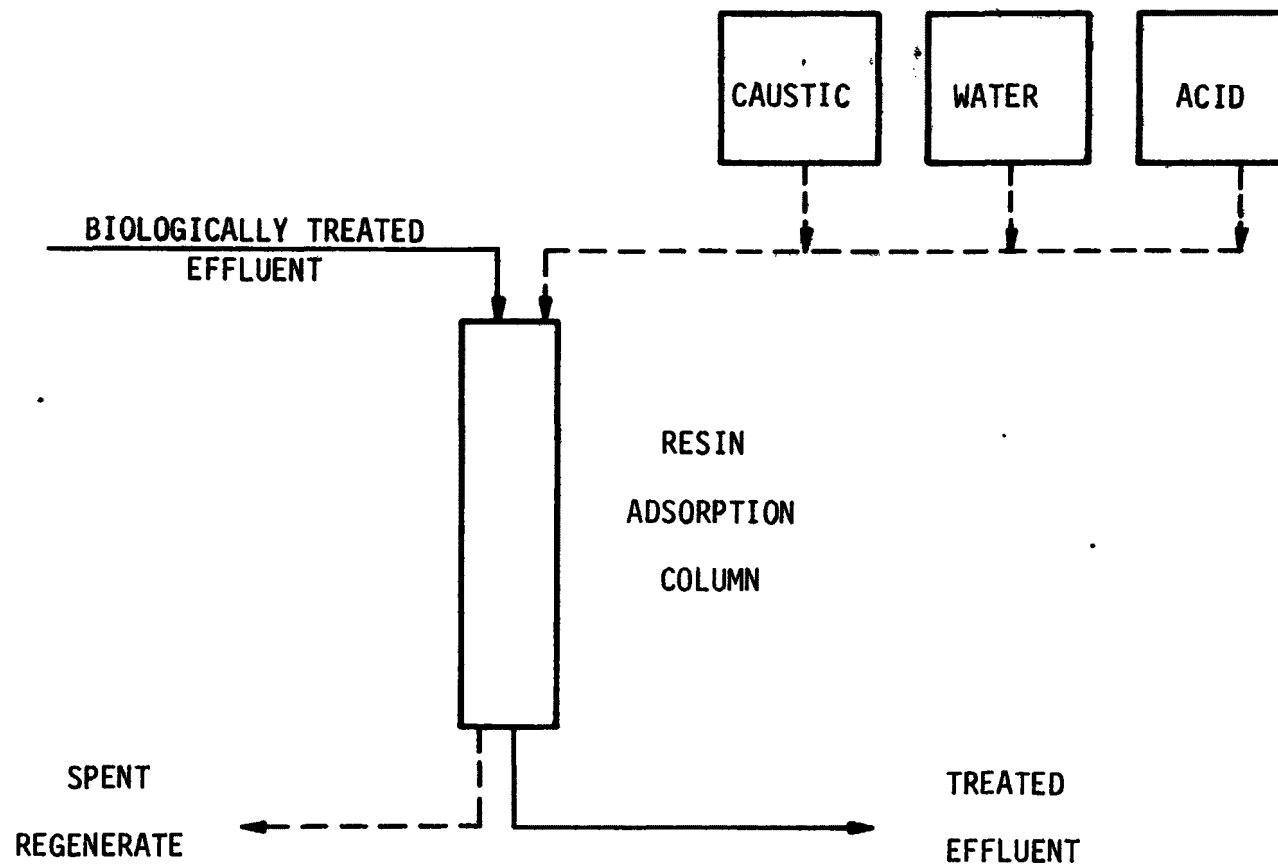 CAUSTIC
WATER
ACID
BIOLOGICALLY TREATED
EFFLUENT
RESIN
ADSORPTION
COLUMN
SPENT
REGENERATE
TREATED
EFFLUENT